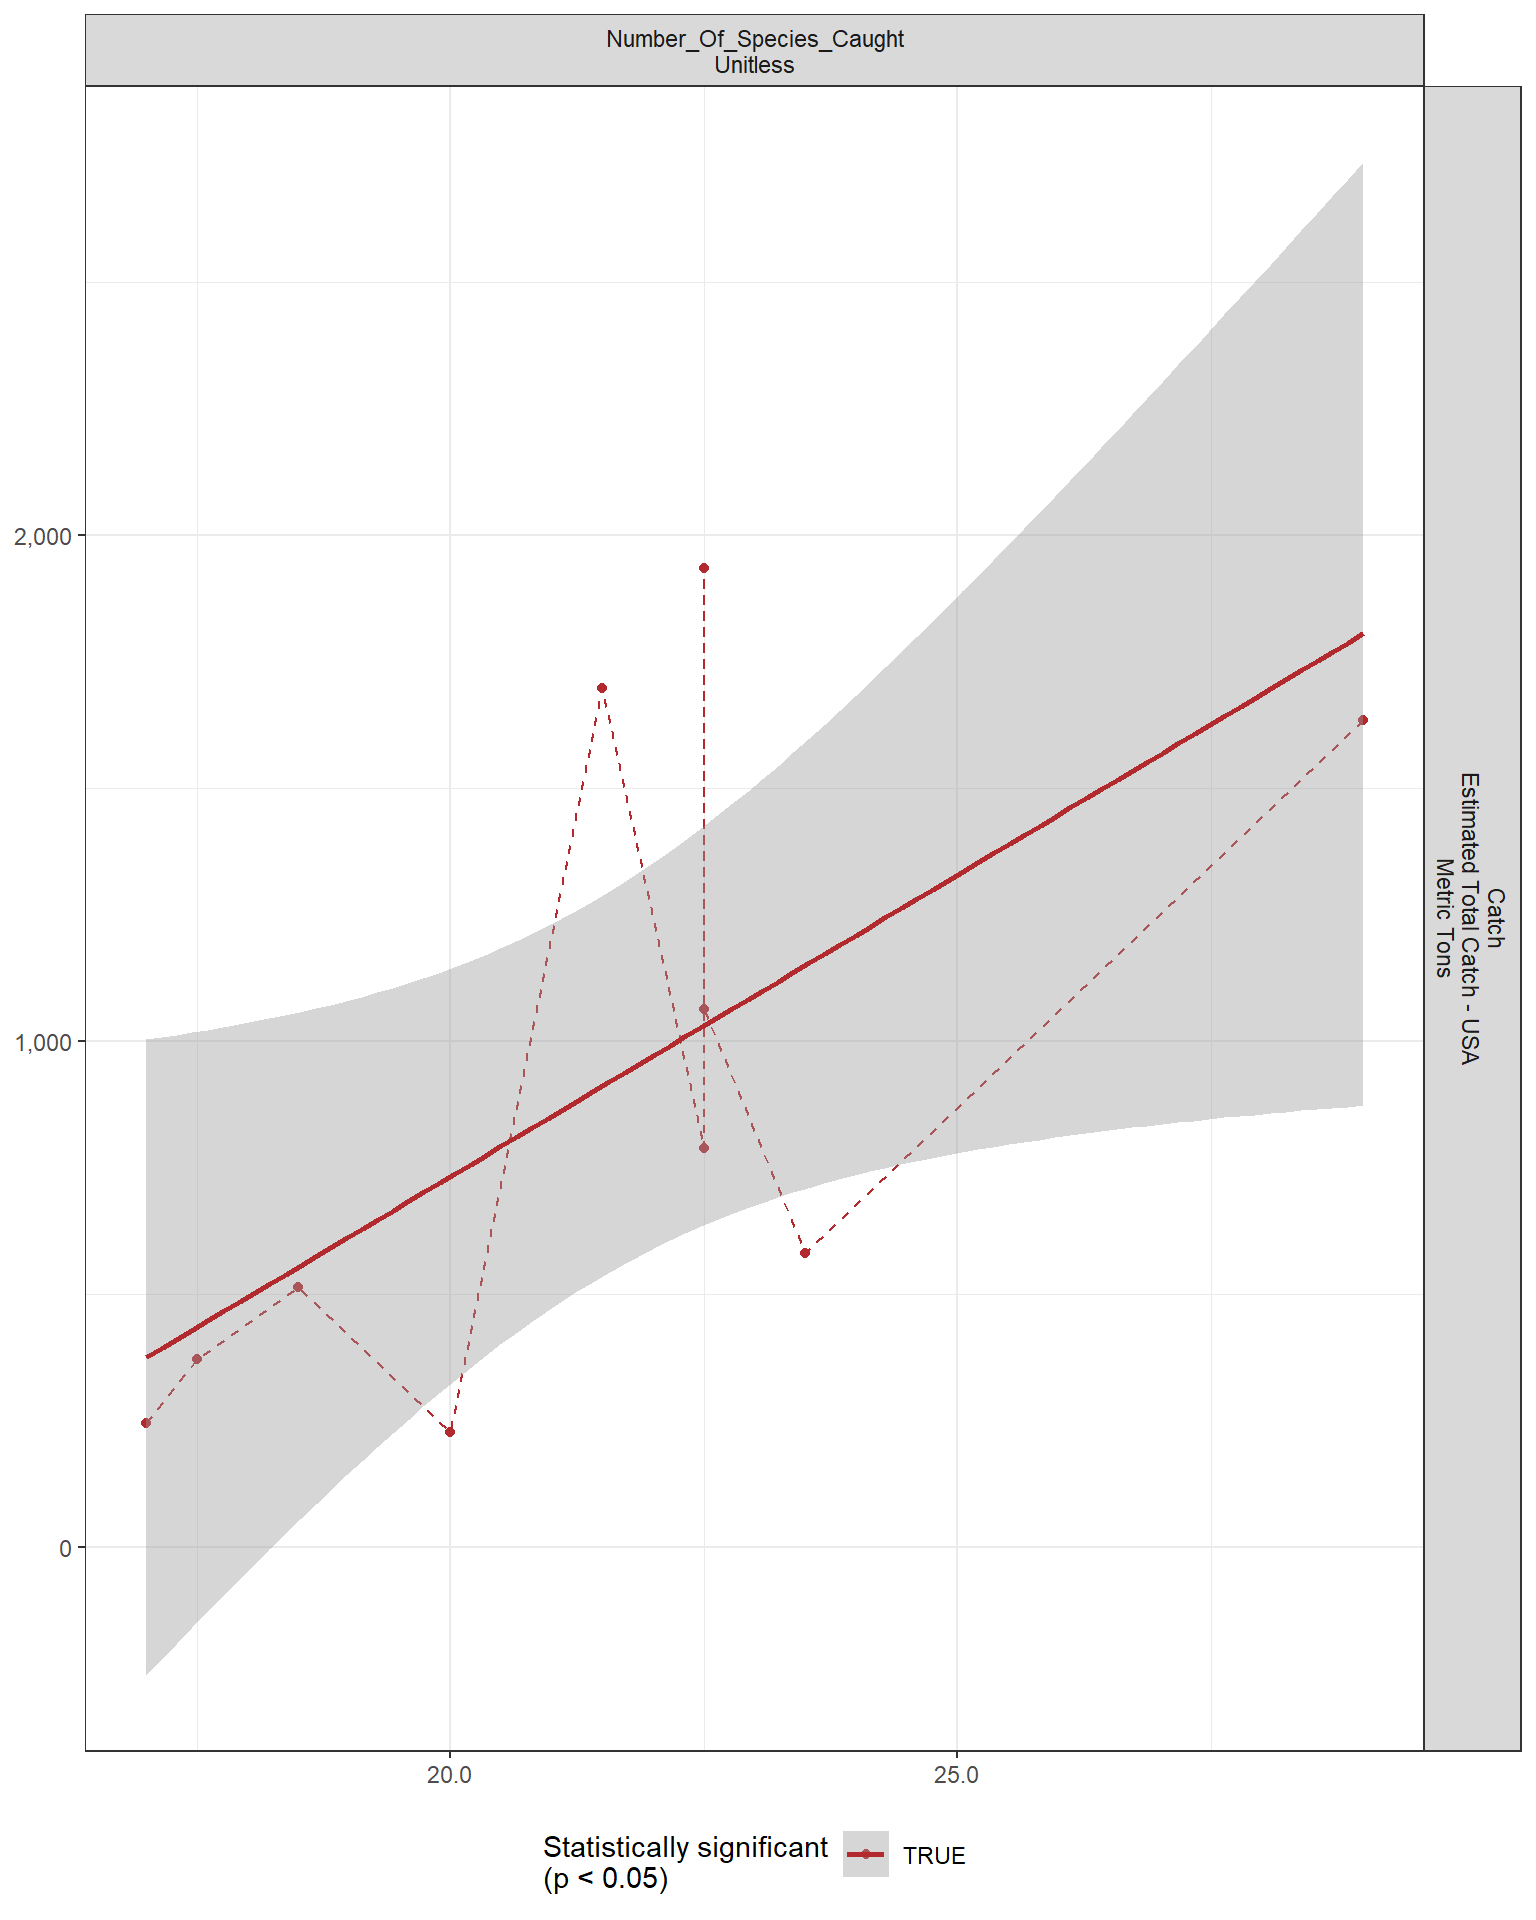 Number_Of_Species_Caught
Unitless
2,000
1,000
0
Catch
Estimated Total Catch - USA
Metric Tons
20.0
25.0
Statistically significant
(p < 0.05)
TRUE